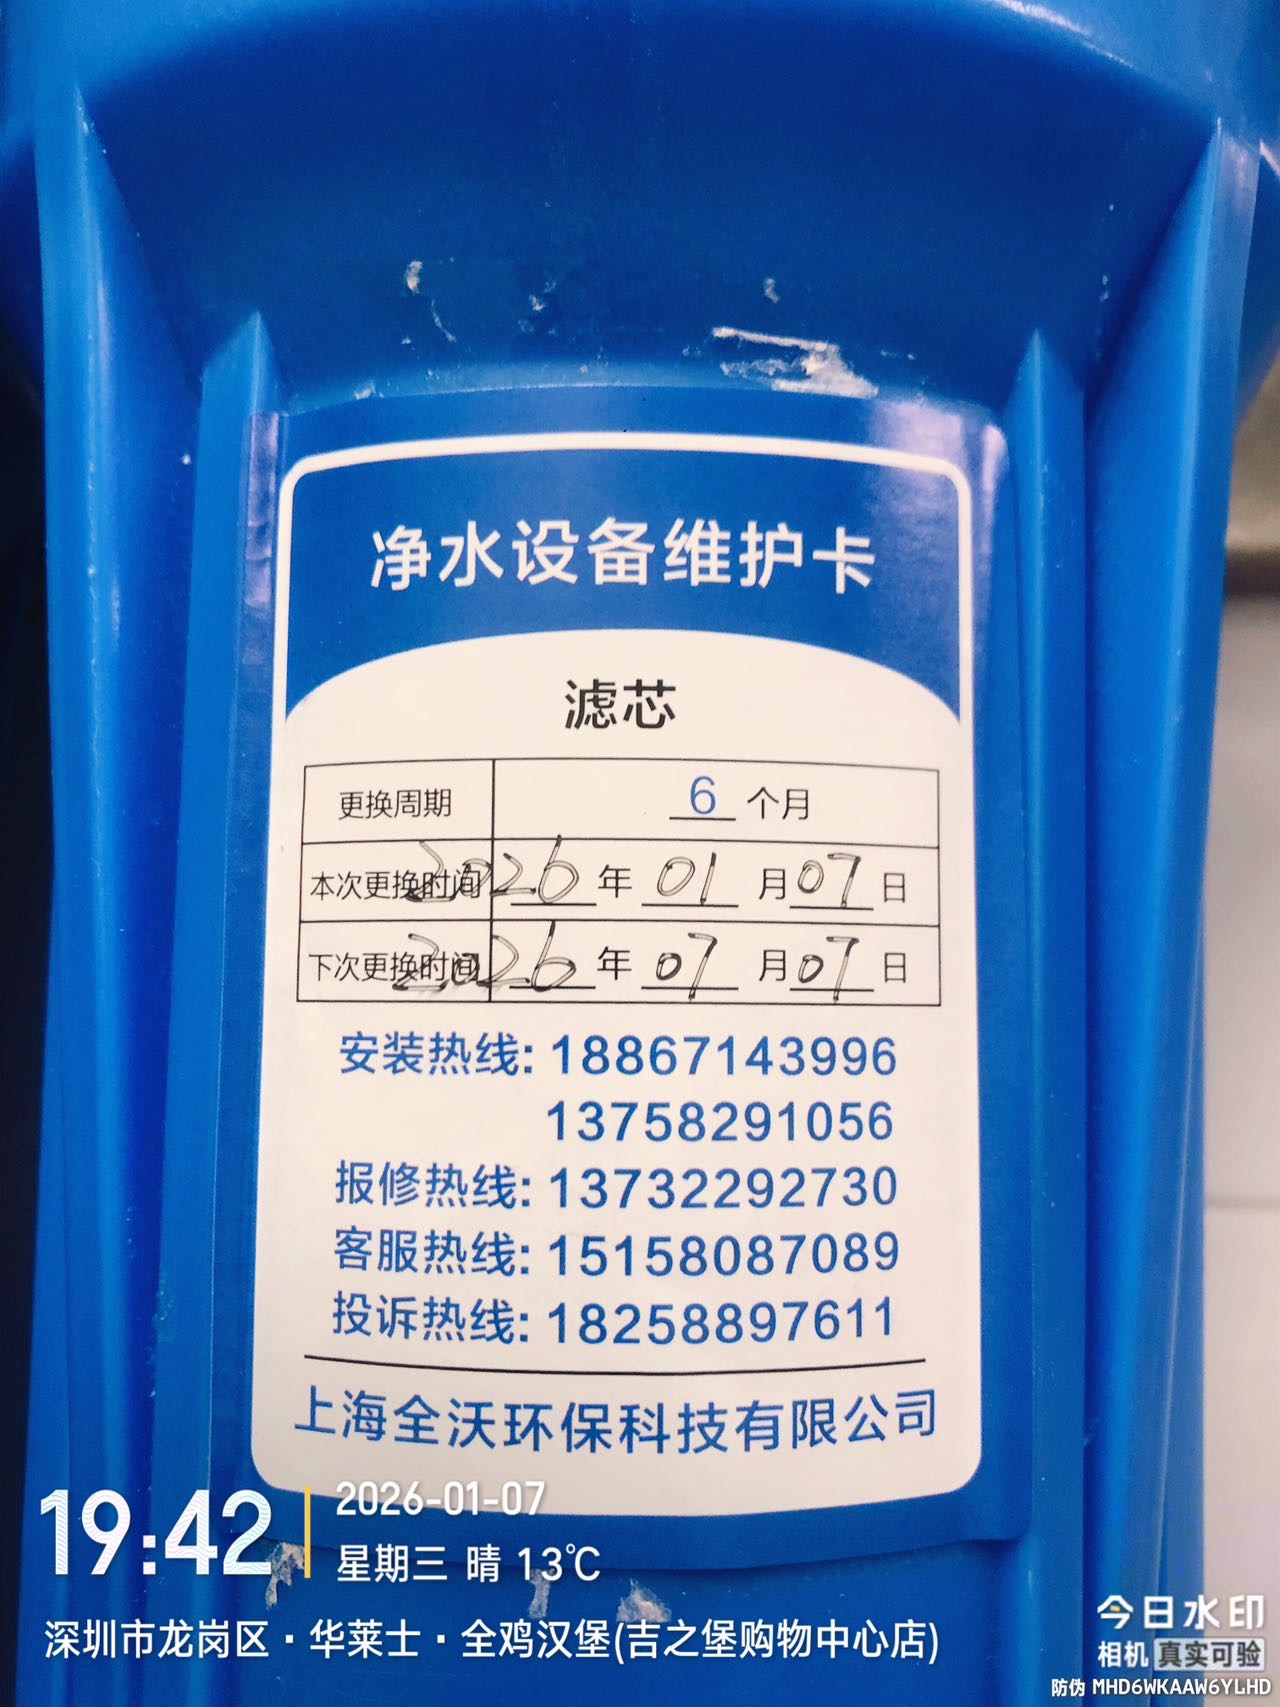 净水设备维护卡
滤芯
更换周期 6 个月
本次更换时间 2026 年 01 月 07 日
下次更换时间 2026 年 07 月 07 日
安装热线: 18867143996
13758291056
报修热线: 13732292730
客服热线: 15158087089
投诉热线: 18258897611
上海全沃环保科技有限公司
19:42
2026-01-07
星期三 晴 13℃
深圳市龙岗区·华莱士·全鸡汉堡(吉之堡购物中心店)
今日水印
相机 真实可验
防伪 MHD6WKAAW6YLHD